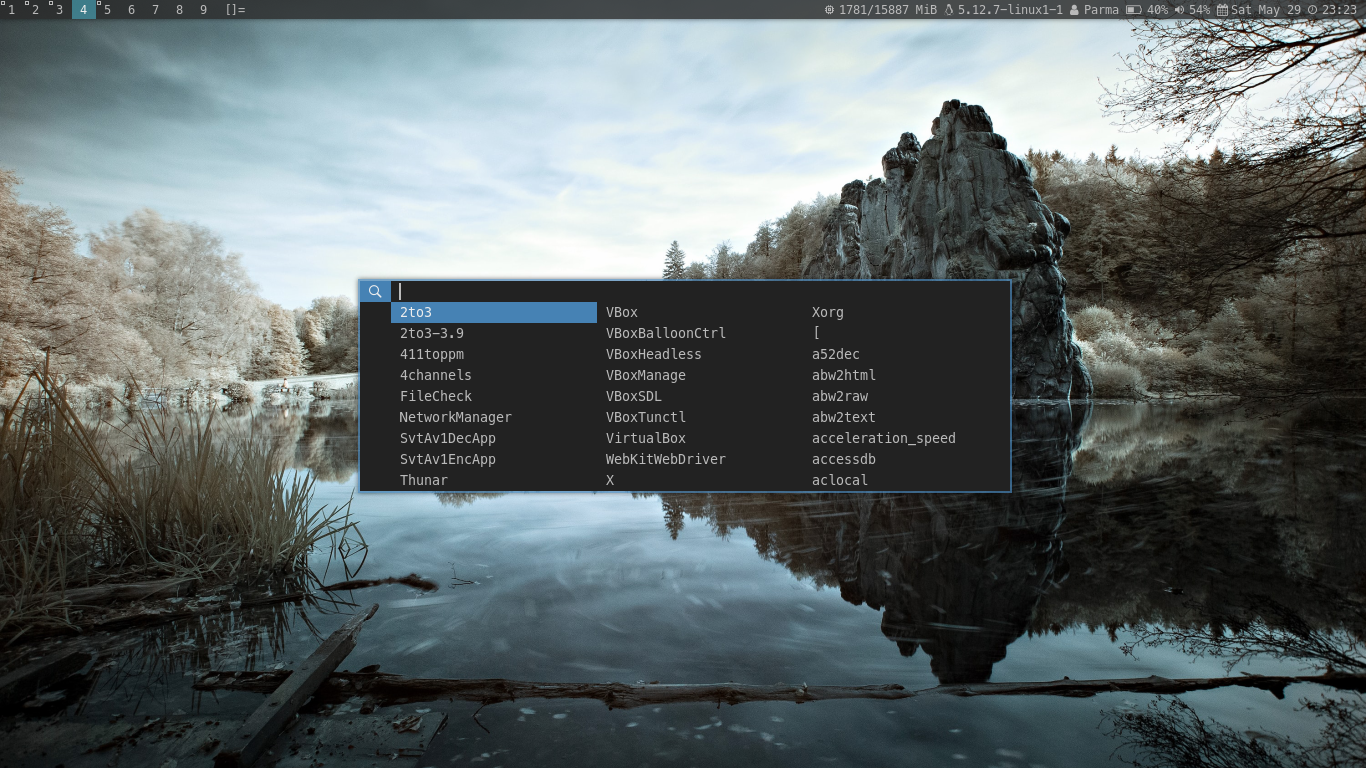 1 2 3 4 5 6 7 8 9 []= 1781/15887 MiB 5.12.7-linux1-1 Parma 40% 54% Sat May 29 23:23
2to3 VBox Xorg
2to3-3.9 VBoxBalloonCtrl [
411toppm VBoxHeadless a52dec
4channels VBoxManage abw2html
FileCheck VBoxSDL abw2raw
NetworkManager VBoxTunctl abw2text
SvtAv1DecApp VirtualBox acceleration_speed
SvtAv1EncApp WebKitWebDriver accessdb
Thunar X aclocal